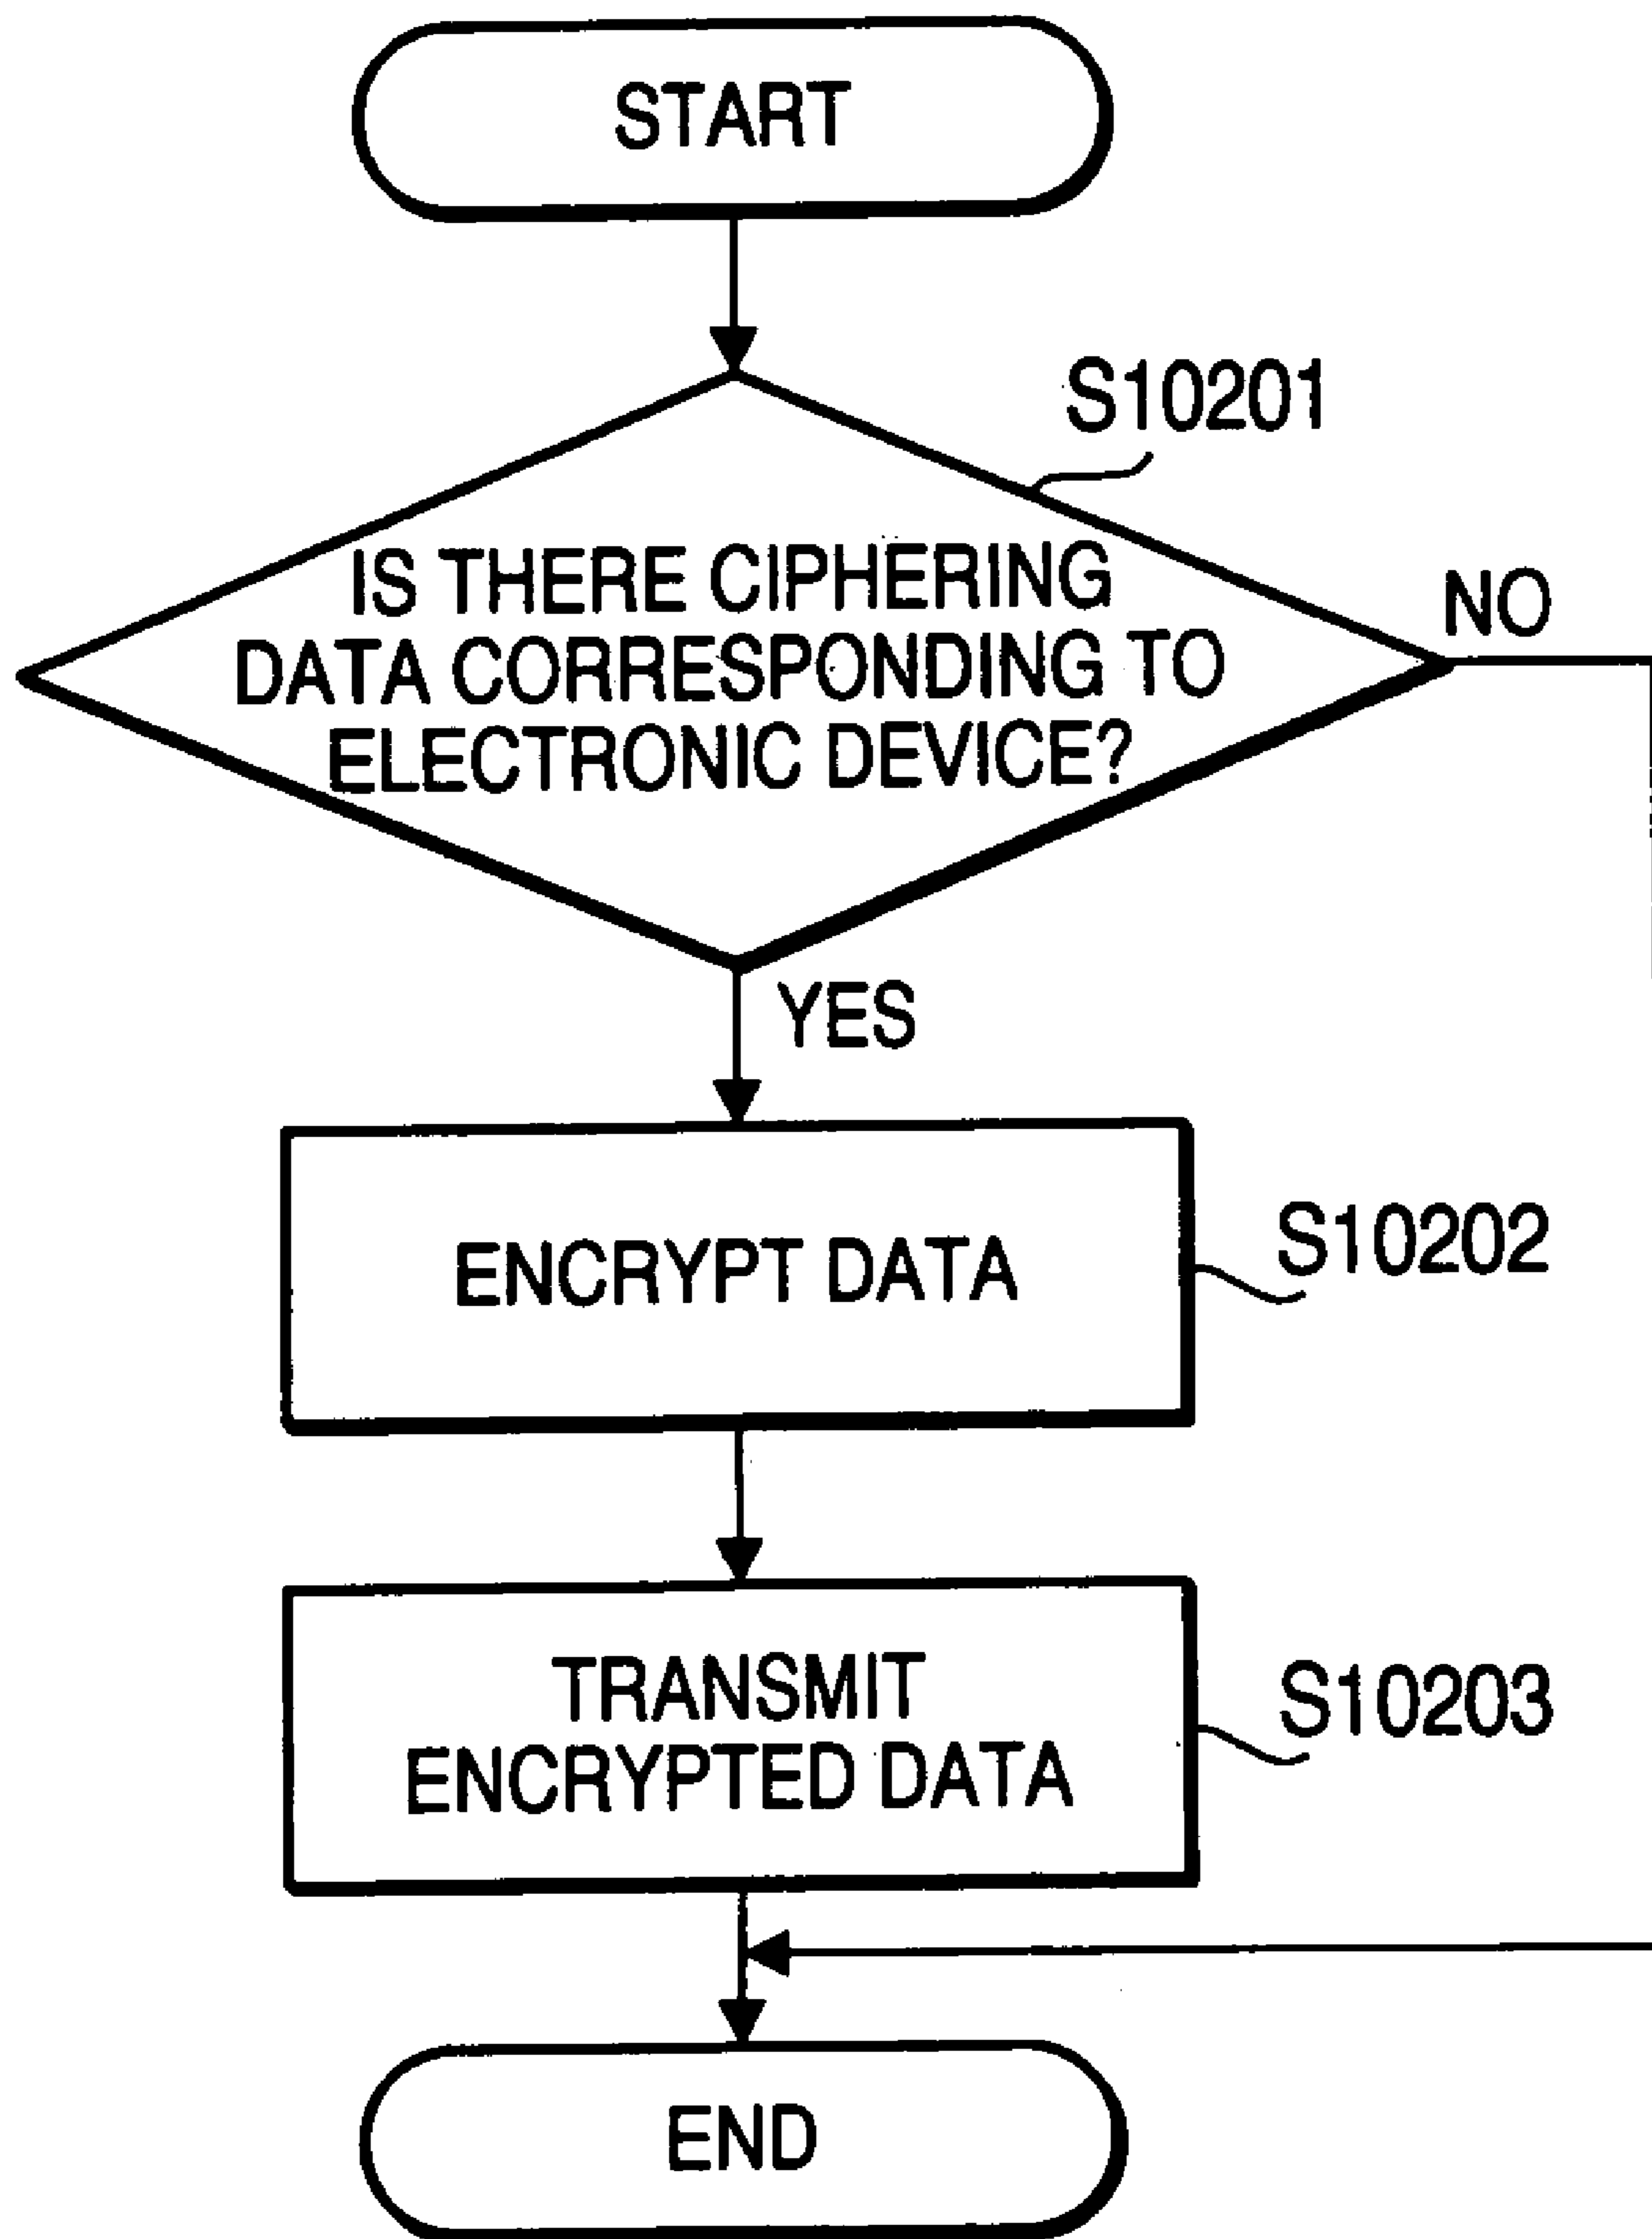 START
S10201
IS THERE CIPHERING
DATA CORRESPONDING TO
ELECTRONIC DEVICE?
NO
YES
ENCRYPT DATA
S10202
TRANSMIT
ENCRYPTED DATA
S10203
END